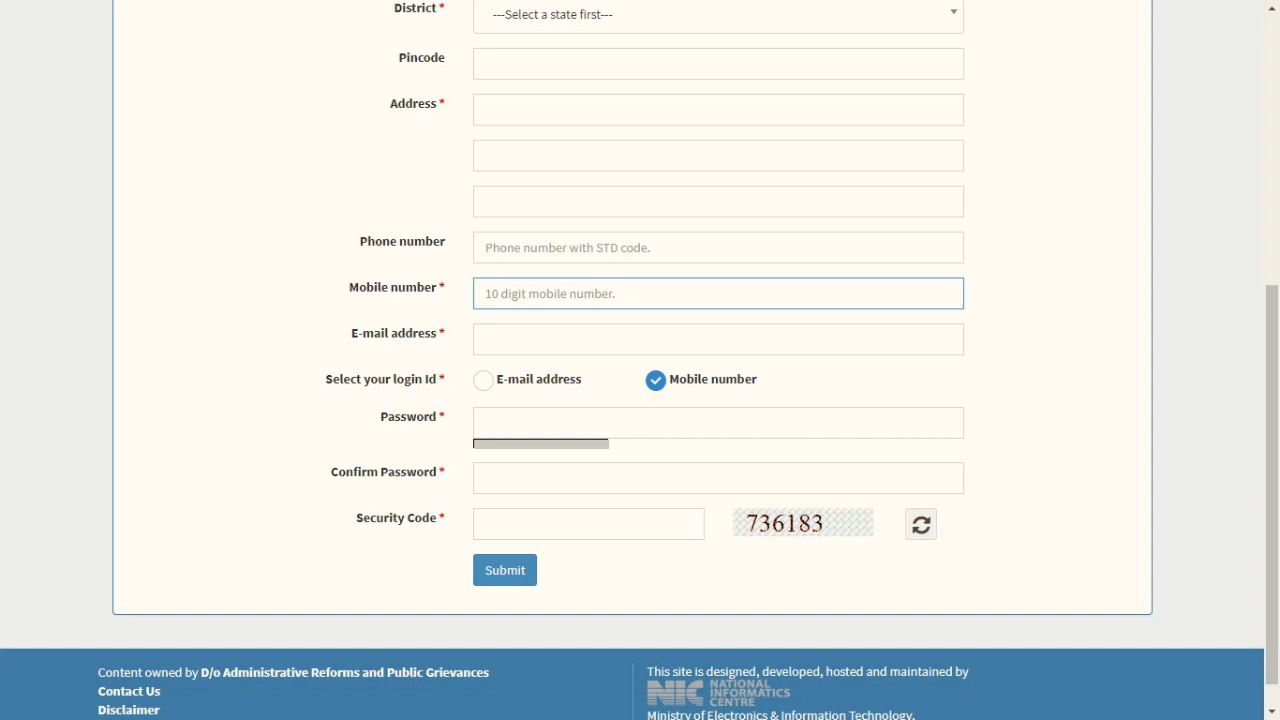 District *
---Select a state first---
Pincode
Address *
Phone number
Phone number with STD code.
Mobile number *
10 digit mobile number.
E-mail address *
Select your login Id *
E-mail address
Mobile number
Password *
Confirm Password *
Security Code *
736183
Submit
Content owned by D/o Administrative Reforms and Public Grievances
Contact Us
Disclaimer
This site is designed, developed, hosted and maintained by
NIC NATIONAL
INFORMATICS
CENTRE
Ministry of Electronics & Information Technology,